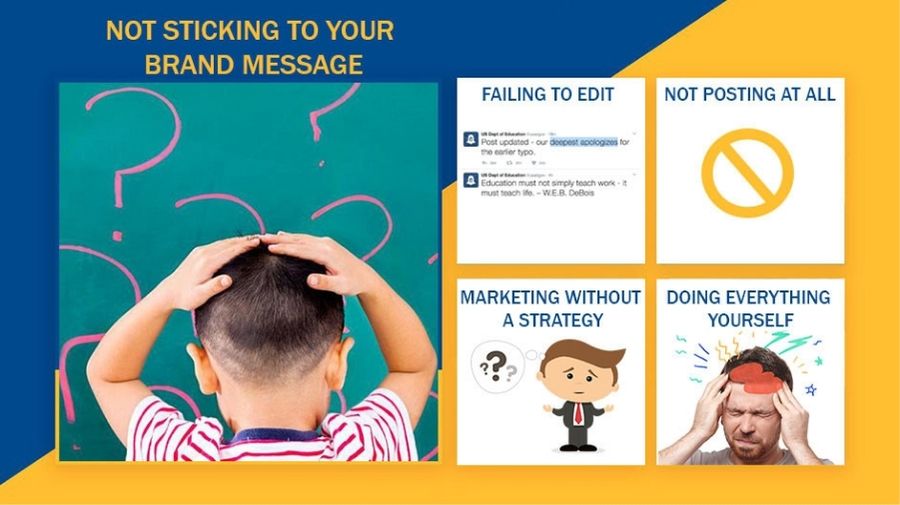 NOT STICKING TO YOUR
BRAND MESSAGE
FAILING TO EDIT
US Dept of Education
Post updated - our deepest apologizes for
the earlier typo.
US Dept of Education
Education must not simply teach work - it
must teach life. – W.E.B. DeBois
NOT POSTING AT ALL
MARKETING WITHOUT
A STRATEGY
DOING EVERYTHING
YOURSELF